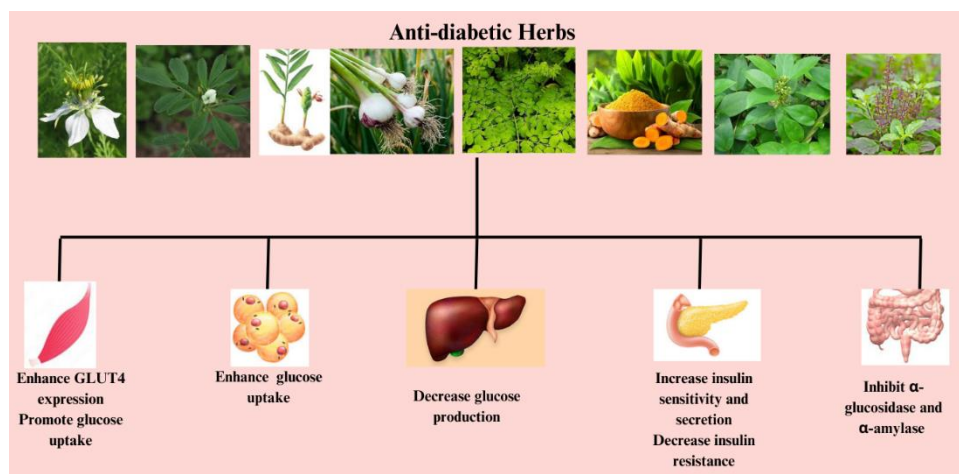 Anti-diabetic Herbs
Enhance GLUT4
expression
Promote glucose
uptake
Enhance glucose
uptake
Decrease glucose
production
Increase insulin
sensitivity and
secretion
Decrease insulin
resistance
Inhibit α-
glucosidase and
α-amylase